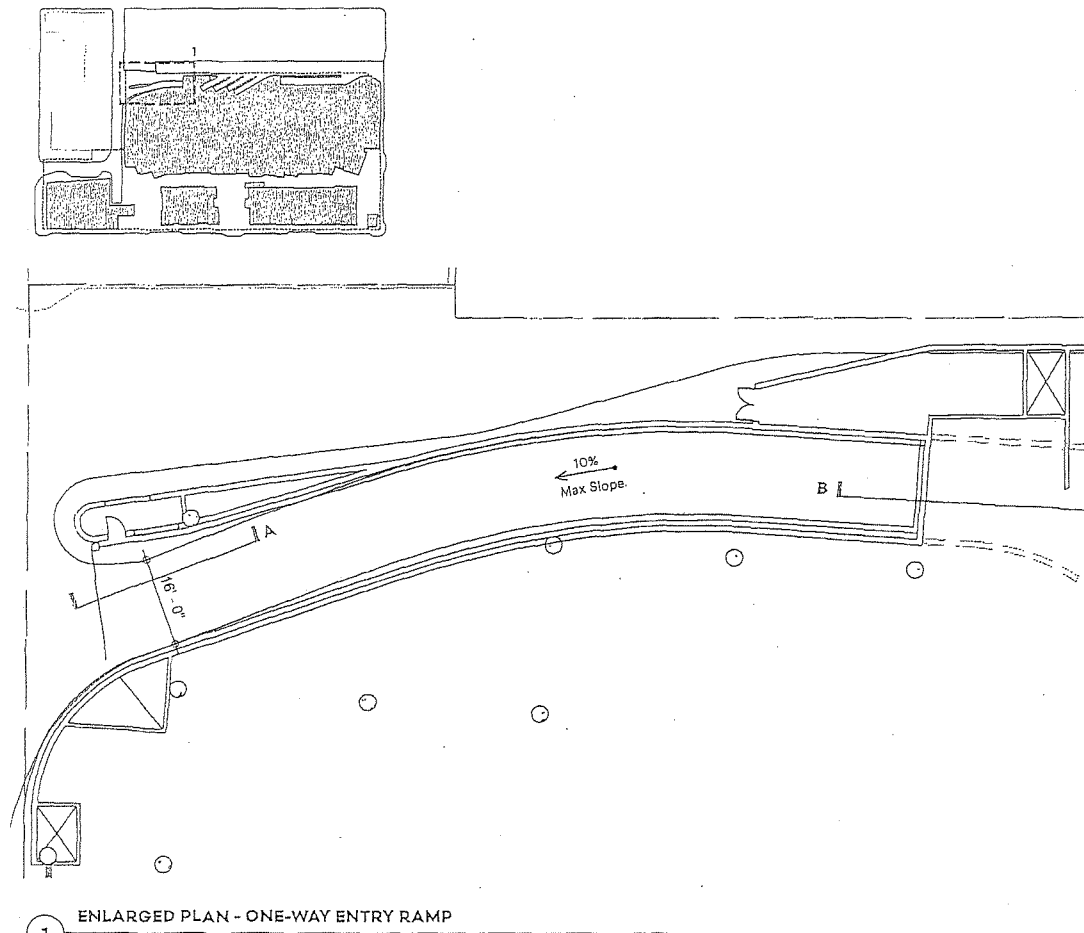 1
10%
Max Slope.
B
A
16' - 0"
ENLARGED PLAN - ONE-WAY ENTRY RAMP
1